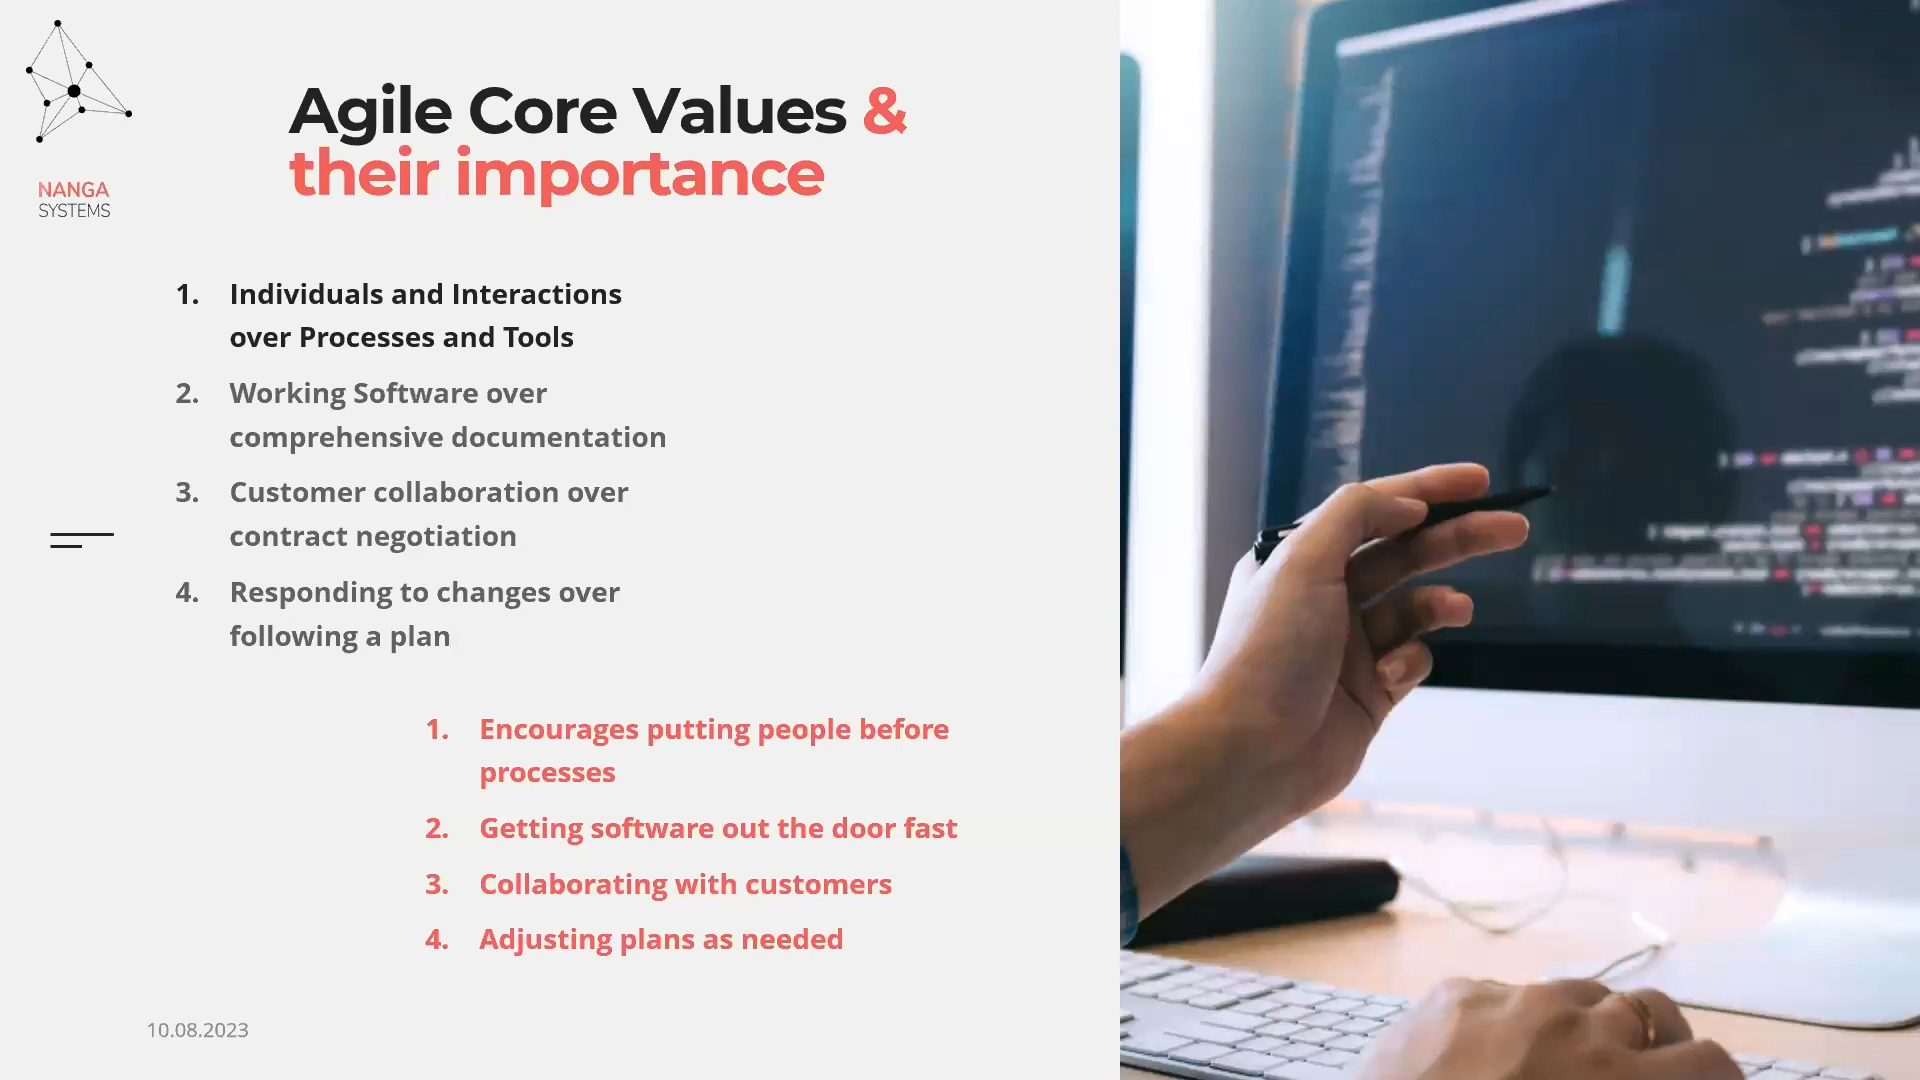 NANGA
SYSTEMS
Agile Core Values &
their importance
1. Individuals and Interactions
over Processes and Tools
2. Working Software over
comprehensive documentation
3. Customer collaboration over
contract negotiation
4. Responding to changes over
following a plan
1. Encourages putting people before
processes
2. Getting software out the door fast
3. Collaborating with customers
4. Adjusting plans as needed
10.08.2023